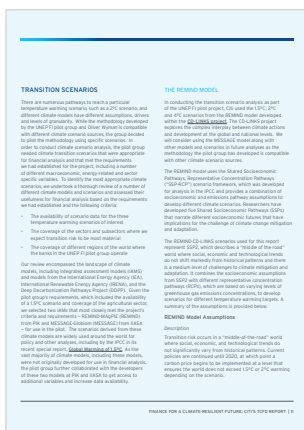 TRANSITION SCENARIOS
There are numerous pathways to reach a particular
temperature warming scenario, such as a 2°C scenario, and
different climate models have different assumptions, drivers
and levels of granularity. While the methodology developed
by the UNEP FI pilot group and Oliver Wyman is compatible
with different climate scenarios, the group decided
to pilot the methodology using specific scenarios. In
order to conduct climate scenario analysis, the pilot group
needed climate transition scenarios that were appropriate
for financial analysis and that met the requirements
we had established for the project, including a number
of different macroeconomic, energy-related and sector
specific variables. To identify the most appropriate climate
scenarios, we undertook a thorough review of a number of
different climate models and scenarios and assessed their
usefulness for financial analysis based on the requirements
we had established and the following criteria:
• The availability of scenario data for the three
temperature warming scenarios of interest
• The coverage of the sectors and subsectors where we
expect transition risk to be most material
• The coverage of different regions of the world where
the banks in the UNEP FI pilot group operate
Our review encompassed the landscape of climate
models, including integrated assessment models (IAMS)
and models from the International Energy Agency (IEA),
International Renewable Energy Agency (IRENA), and the
Deep Decarbonization Pathways Project (DDPP). Given the
pilot group's requirements, which included the availability
of a 1.5°C scenario and coverage of the agricultural sector,
we selected two IAMs that most closely met the project's
criteria and requirements – REMIND-MAgPIE (REMIND)
from PIK and MESSAGE-Globiom (MESSAGE) from IIASA
– for use in the pilot. The scenarios derived from these
climate models are widely used around the world for
policy and other analyses, including by the IPCC in its
recent special report, Global Warming of 1.5°C. As the
vast majority of climate models, including these models,
were not originally developed for use in financial analysis,
the pilot group further collaborated with the developers
of these two models at PIK and IIASA to get access to
additional variables and increase data availability.
THE REMIND MODEL
In conducting the transition scenario analysis as part
of the UNEP FI pilot project, Citi used the 1.5°C, 2°C
and 4°C scenarios from the REMIND model developed
within the CD-LINKS project. The CD-LINKS project
explores the complex interplay between climate actions
and development at the global and national levels. We
will consider using the MESSAGE model along with
other models and scenarios in future analyses as the
methodology the pilot group has developed is compatible
with other climate scenarios.
The REMIND model uses the Shared Socioeconomic
Pathways, Representative Concentration Pathways
("SSP-RCP") scenario framework, which was developed
for analysis in the IPCC and provides a combination of
socioeconomic and emissions pathway assumptions to
develop different climate scenarios. Researchers have
developed five Shared Socioeconomic Pathways (SSPs)
that narrate different socioeconomic futures that have
implications for the challenge of climate change mitigation
and adaptation.
The REMIND CD-LINKS scenarios used for this report
represent SSP2, which describes a "middle of the road"
world where social, economic and technological trends
do not shift markedly from historical patterns and there
is a medium level of challenges to climate mitigation and
adaptation. It combines the socioeconomic assumptions
from SSP2 with different representative concentration
pathways (RCPs), which are based on varying levels of
greenhouse gas emissions concentrations, to develop
scenarios for different temperature-warming targets. A
summary of the assumptions is provided below.
REMIND Model Assumptions
Description
Transition risk occurs in a "middle-of-the-road" world
where social, economic, and technological trends do
not significantly vary from historical patterns. Current
policies are continued until 2020, at which point a
carbon price begins to be implemented at a level that
ensures the world does not exceed 1.5°C or 2°C warming
depending on the scenario.
FINANCE FOR A CLIMATE-RESILIENT FUTURE: CITI'S TCFD REPORT | 11